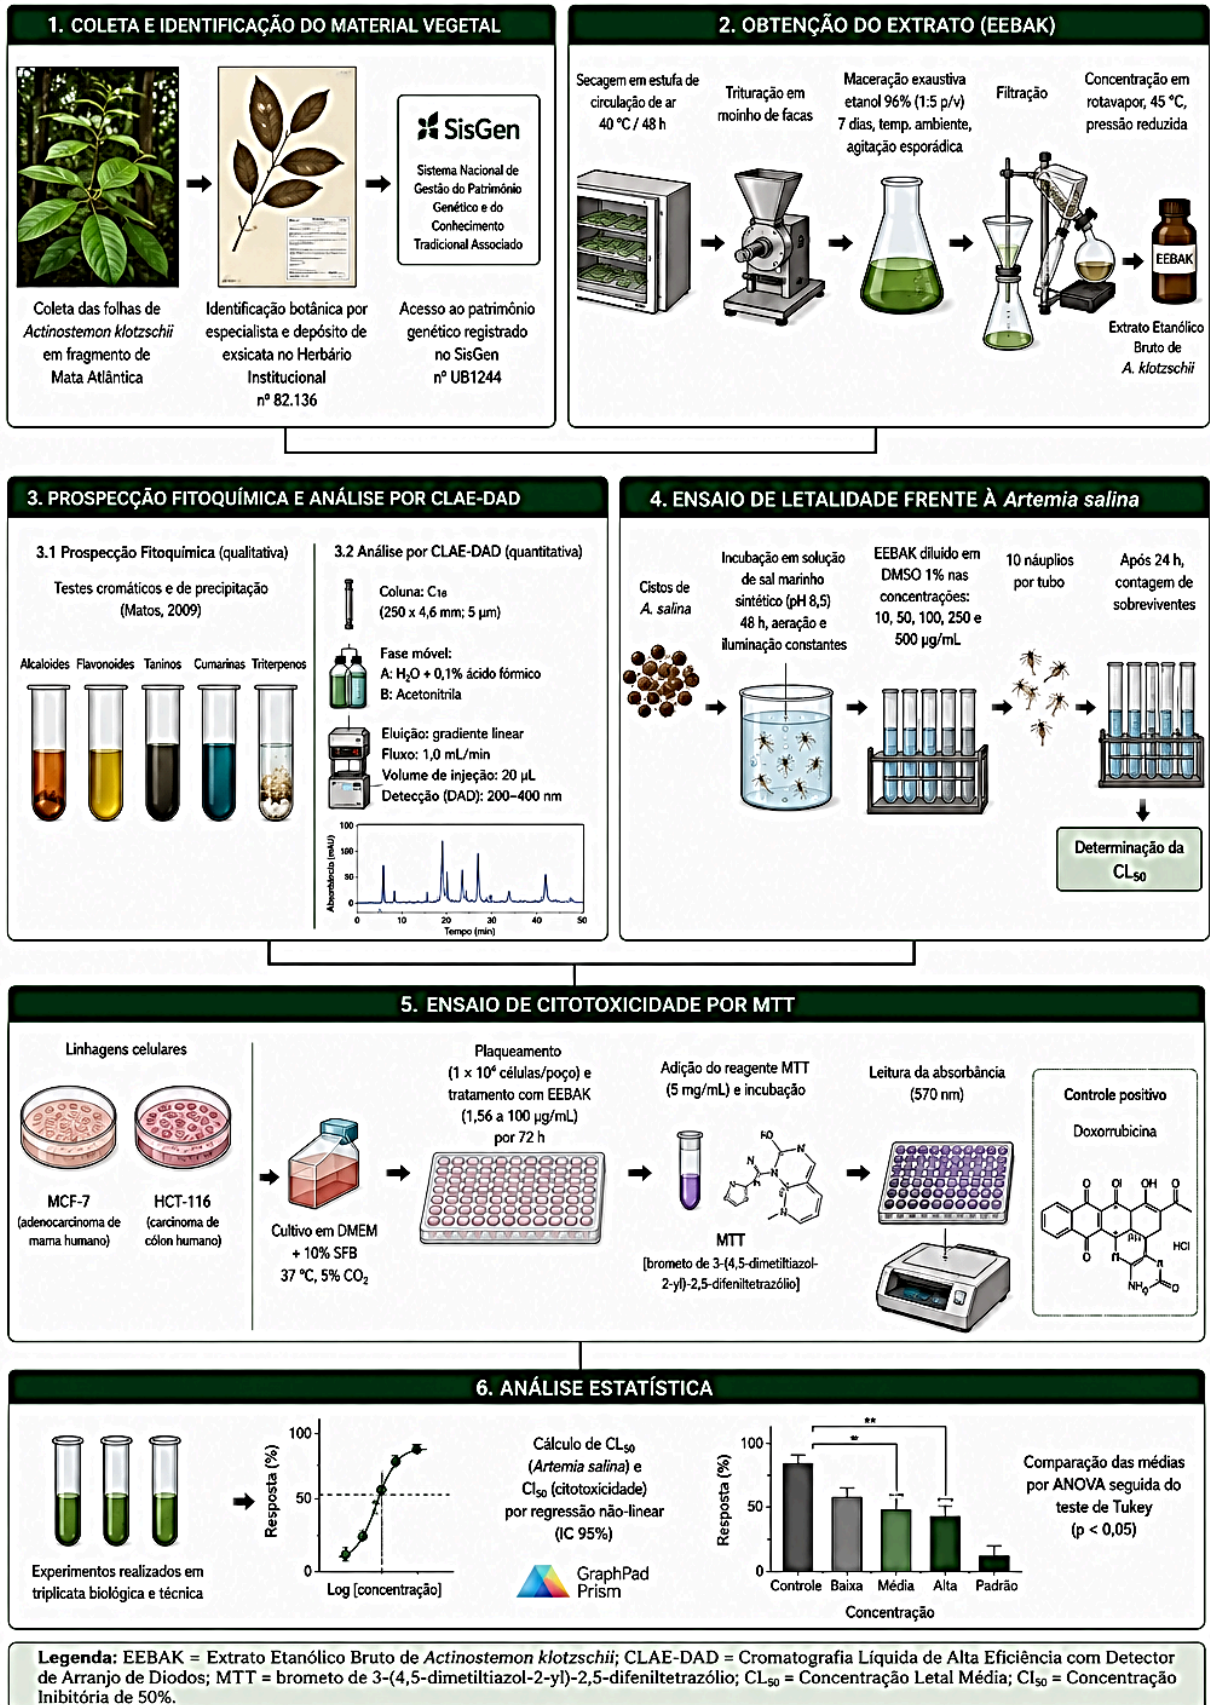 1. COLETA E IDENTIFICAÇÃO DO MATERIAL VEGETAL
SisGen
Sistema Nacional de
Gestão do Patrimônio
Genético e do
Conhecimento
Tradicional Associado
Coleta das folhas de
Actinostemon klotzschii
em fragmento de
Mata Atlântica
Identificação botânica por
especialista e depósito de
exsicata no Herbário
Institucional
nº 82.136
Acesso ao patrimônio
genético registrado
no SisGen
nº UB1244
2. OBTENÇÃO DO EXTRATO (EEBAK)
Secagem em estufa de
circulação de ar
40 °C / 48 h
Trituração em
moinho de facas
Maceração exaustiva
etanol 96% (1:5 p/v)
7 dias, temp. ambiente,
agitação esporádica
Filtração
Concentração em
rotavapor, 45 °C,
pressão reduzida
EEBAK
Extrato Etanólico
Bruto de
A. klotzschii
3. PROSPECÇÃO FITOQUÍMICA E ANÁLISE POR CLAE-DAD
3.1 Prospecção Fitoquímica (qualitativa)
Testes cromáticos e de precipitação
(Matos, 2009)
Alcaloides Flavonoides Taninos Cumarinas Triterpenos
3.2 Análise por CLAE-DAD (quantitativa)
Coluna: C₁₈
(250 x 4,6 mm; 5 µm)
Fase móvel:
A: H₂O + 0,1% ácido fórmico
B: Acetonitrila
Eluição: gradiente linear
Fluxo: 1,0 mL/min
Volume de injeção: 20 µL
Detecção (DAD): 200–400 nm
100
0
0 10 20 30 40 50
Tempo (min)
4. ENSAIO DE LETALIDADE FRENTE À Artemia salina
Cistos de
A. salina
Incubação em solução
de sal marinho
sintético (pH 8,5)
48 h, aeração e
iluminação constantes
EEBAK diluído em
DMSO 1% nas
concentrações:
10, 50, 100, 250 e
500 µg/mL
10 náuplios
por tubo
Após 24 h,
contagem de
sobreviventes
Determinação da
CL₅₀
5. ENSAIO DE CITOTOXICIDADE POR MTT
Linhagens celulares
MCF-7
(adenocarcinoma de
mama humano)
HCT-116
(carcinoma de
cólon humano)
Cultivo em DMEM
+ 10% SFB
37 °C, 5% CO₂
Plaqueamento
(1 × 10⁶ células/poço) e
tratamento com EEBAK
(1,56 a 100 µg/mL)
por 72 h
Adição do reagente MTT
(5 mg/mL) e incubação
MTT
[brometo de 3-(4,5-dimetiltiazol-
2-yl)-2,5-difeniltetrazólio]
Leitura da absorbância
(570 nm)
Controle positivo
Doxorrubicina
O OH
HCl
6. ANÁLISE ESTATÍSTICA
Experimentos realizados em
triplicata biológica e técnica
Resposta (%)
100
50
0
Log [concentração]
Cálculo de CL₅₀
(Artemia salina) e
CI₅₀ (citotoxicidade)
por regressão não-linear
(IC 95%)
GraphPad
Prism
Resposta (%)
100
50
0
**
Controle Baixa Média Alta Padrão
Concentração
Comparação das médias
por ANOVA seguida do
teste de Tukey
(p < 0,05)
Legenda: EEBAK = Extrato Etanólico Bruto de Actinostemon klotzschii; CLAE-DAD = Cromatografia Líquida de Alta Eficiência com Detector
de Arranjo de Diodos; MTT = brometo de 3-(4,5-dimetiltiazol-2-yl)-2,5-difeniltetrazólio; CL₅₀ = Concentração Letal Média; CI₅₀ = Concentração
Inibitória de 50%.